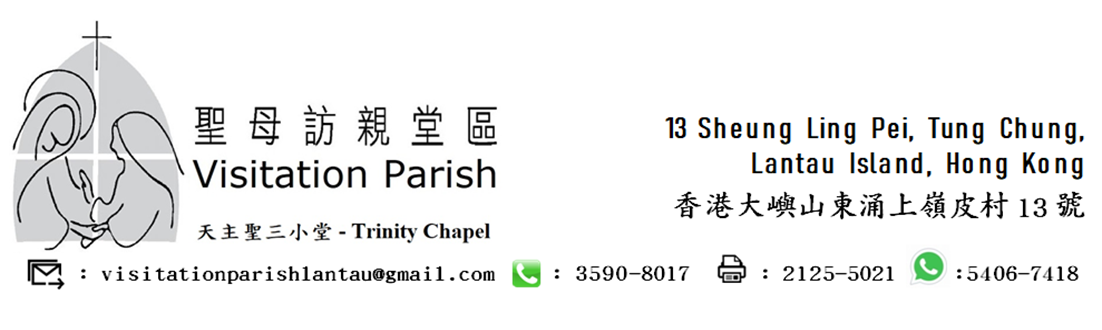 聖母訪親堂區
Visitation Parish
天主聖三小堂 - Trinity Chapel
13 Sheung Ling Pei, Tung Chung,
Lantau Island, Hong Kong
香港大嶼山東涌上嶺皮村 13 號
: visitationparishlantau@gmail.com : 3590-8017 : 2125-5021 :5406-7418